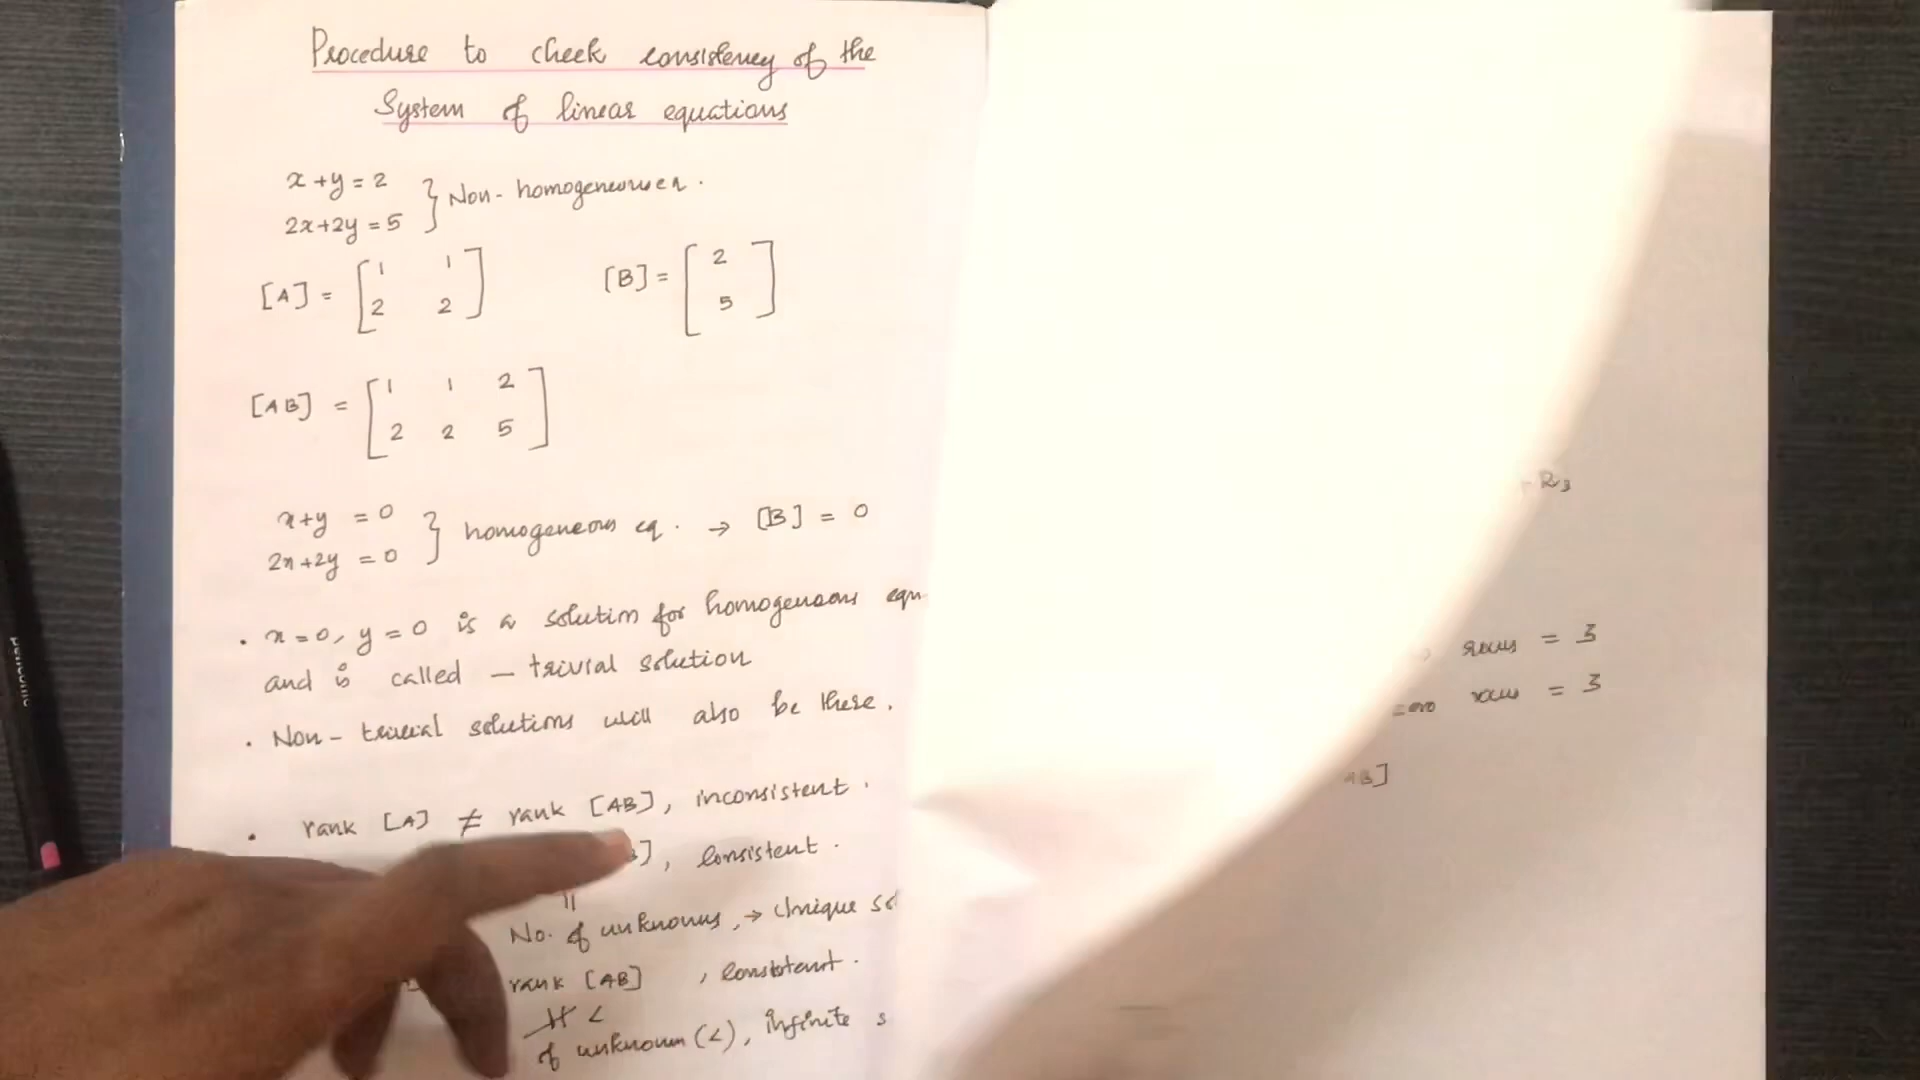 Procedure to check consistency of the
System of linear equations
x + y = 2
2x + 2y = 5 } Non-homogeneous eq.
[A] = [ 1 1
2 2 ]
[B] = [ 2
5 ]
[AB] = [ 1 1 2
2 2 5 ]
x + y = 0
2x + 2y = 0 } homogeneous eq. → [B] = 0
. x = 0, y = 0 is a solution for homogeneous eqn
and is called — trivial solution
. Non-trivial solutions will also be there.
. rank [A] ≠ rank [AB], inconsistent.
B], consistent.
||
No. of unknowns, → Unique
rank [AB], consistent.
<
of unknown (<), infinite s
R3
rows = 3
rows = 3
AB]